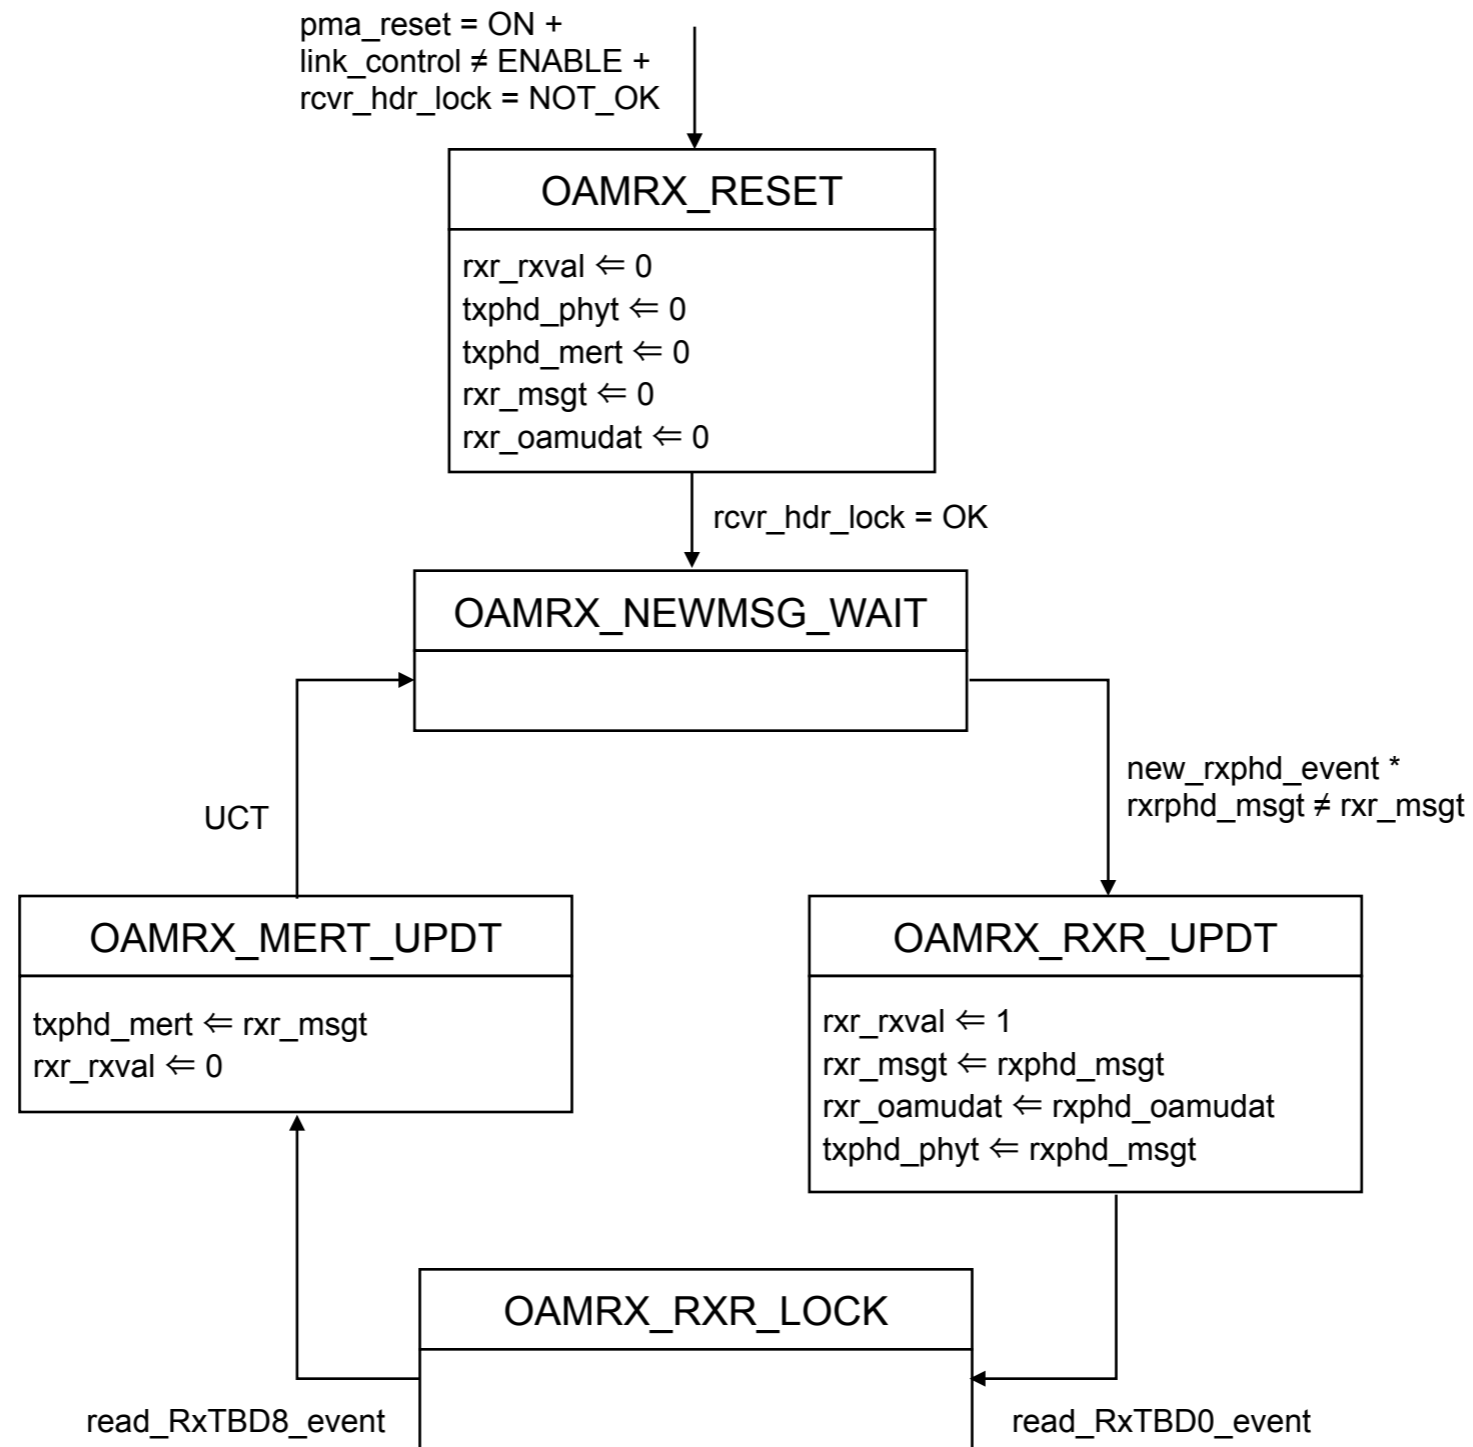 pma_reset = ON +
link_control ≠ ENABLE +
rcvr_hdr_lock = NOT_OK
OAMRX_RESET
rxr_rxval ⇐ 0
txphd_phyt ⇐ 0
txphd_mert ⇐ 0
rxr_msgt ⇐ 0
rxr_oamudat ⇐ 0
rcvr_hdr_lock = OK
OAMRX_NEWMSG_WAIT
new_rxphd_event *
rxrphd_msgt ≠ rxr_msgt
UCT
OAMRX_MERT_UPDT
txphd_mert ⇐ rxr_msgt
rxr_rxval ⇐ 0
OAMRX_RXR_UPDT
rxr_rxval ⇐ 1
rxr_msgt ⇐ rxphd_msgt
rxr_oamudat ⇐ rxphd_oamudat
txphd_phyt ⇐ rxphd_msgt
OAMRX_RXR_LOCK
read_RxTBD8_event
read_RxTBD0_event